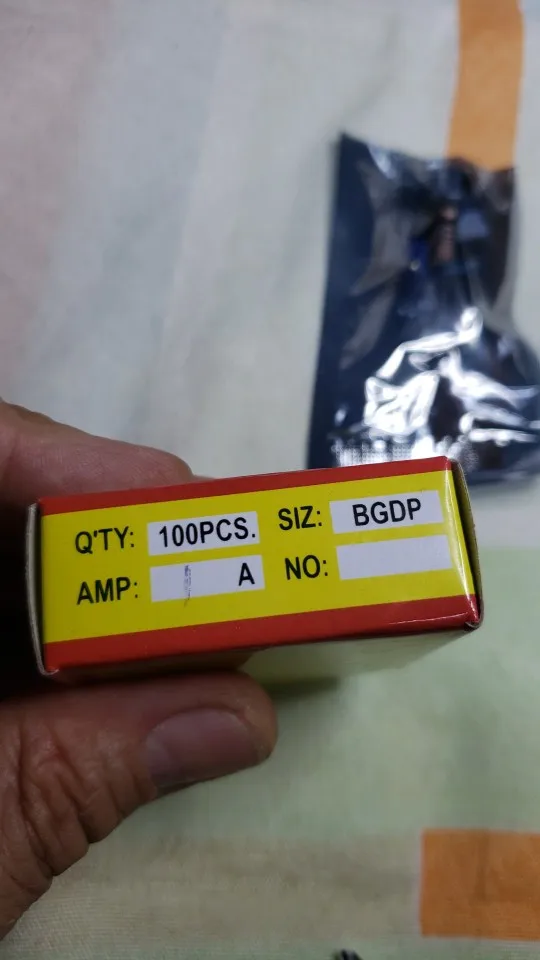 Q'TY: 100PCS. SIZ: BGDP
AMP: A NO: